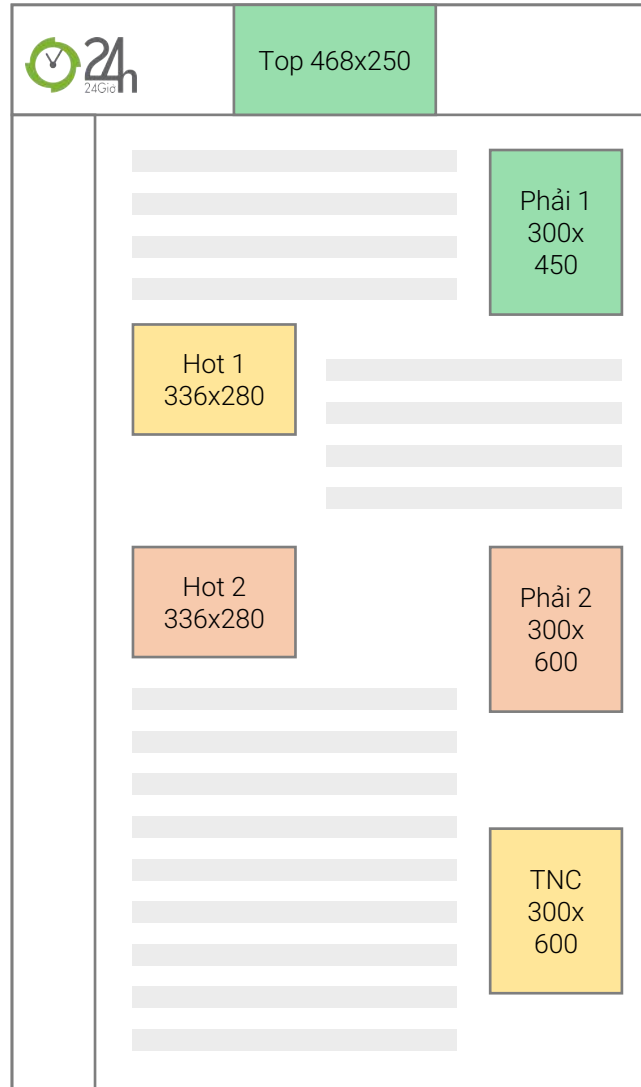 24h
24Giờ
Top 468x250
Phải 1
300x
450
Hot 1
336x280
Hot 2
336x280
Phải 2
300x
600
TNC
300x
600